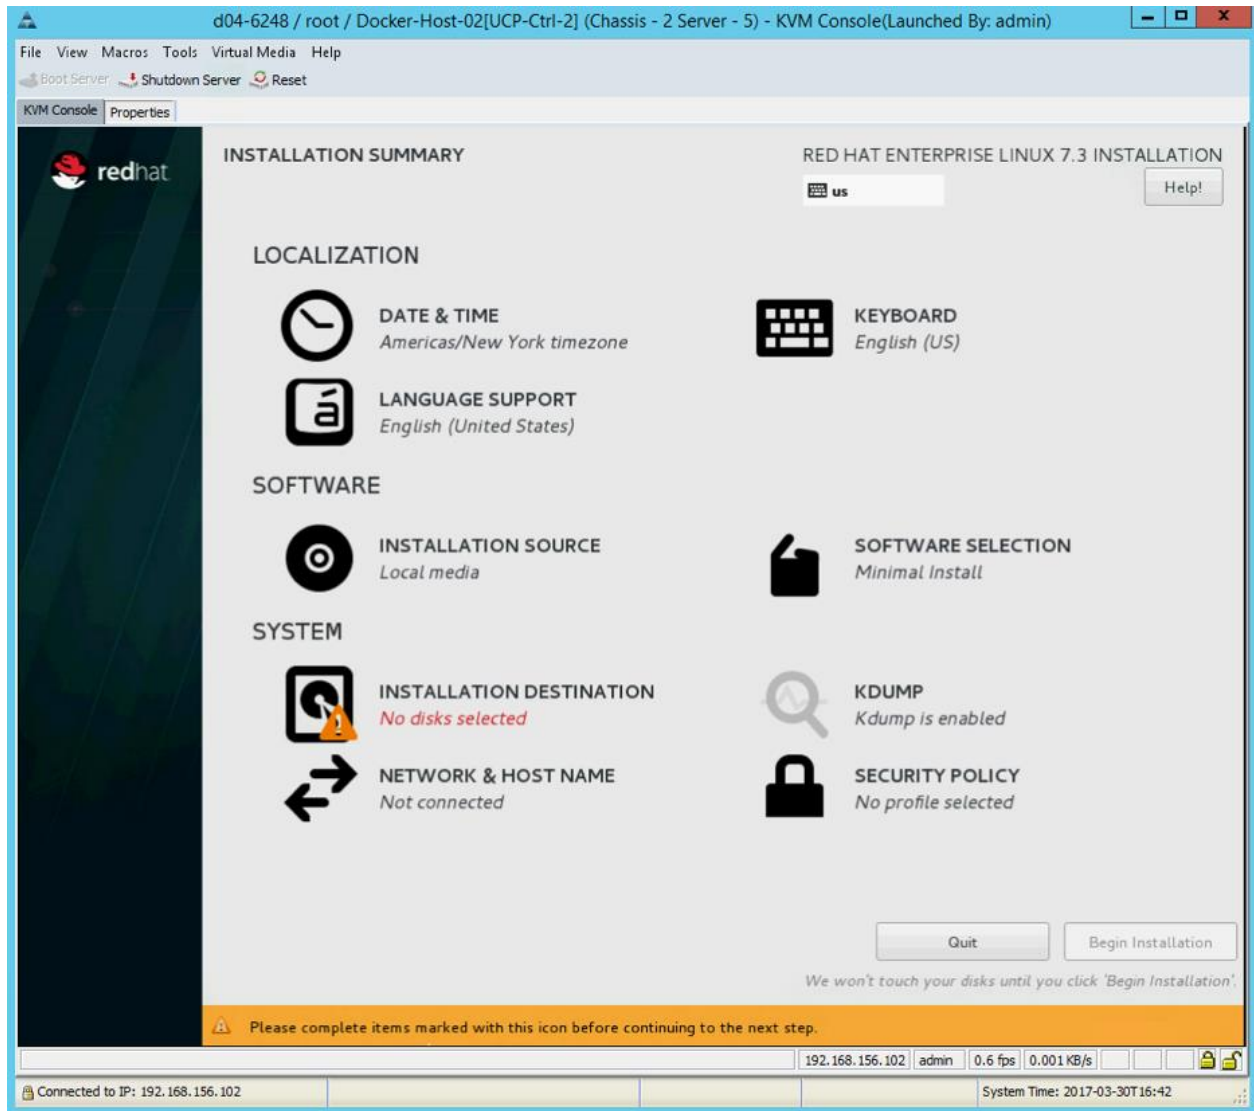 d04-6248 / root / Docker-Host-02[UCP-Ctrl-2] (Chassis - 2 Server - 5) - KVM Console(Launched By: admin)
File View Macros Tools Virtual Media Help
Boot Server Shutdown Server Reset
KVM Console Properties
redhat
INSTALLATION SUMMARY
RED HAT ENTERPRISE LINUX 7.3 INSTALLATION
us
Help!
LOCALIZATION
DATE & TIME
Americas/New York timezone
KEYBOARD
English (US)
á
LANGUAGE SUPPORT
English (United States)
SOFTWARE
INSTALLATION SOURCE
Local media
SOFTWARE SELECTION
Minimal Install
SYSTEM
INSTALLATION DESTINATION
No disks selected
KDUMP
Kdump is enabled
NETWORK & HOST NAME
Not connected
SECURITY POLICY
No profile selected
Quit
Begin Installation
We won't touch your disks until you click 'Begin Installation'.
Please complete items marked with this icon before continuing to the next step.
192.168.156.102 admin 0.6 fps 0.001 KB/s
Connected to IP: 192.168.156.102
System Time: 2017-03-30T16:42